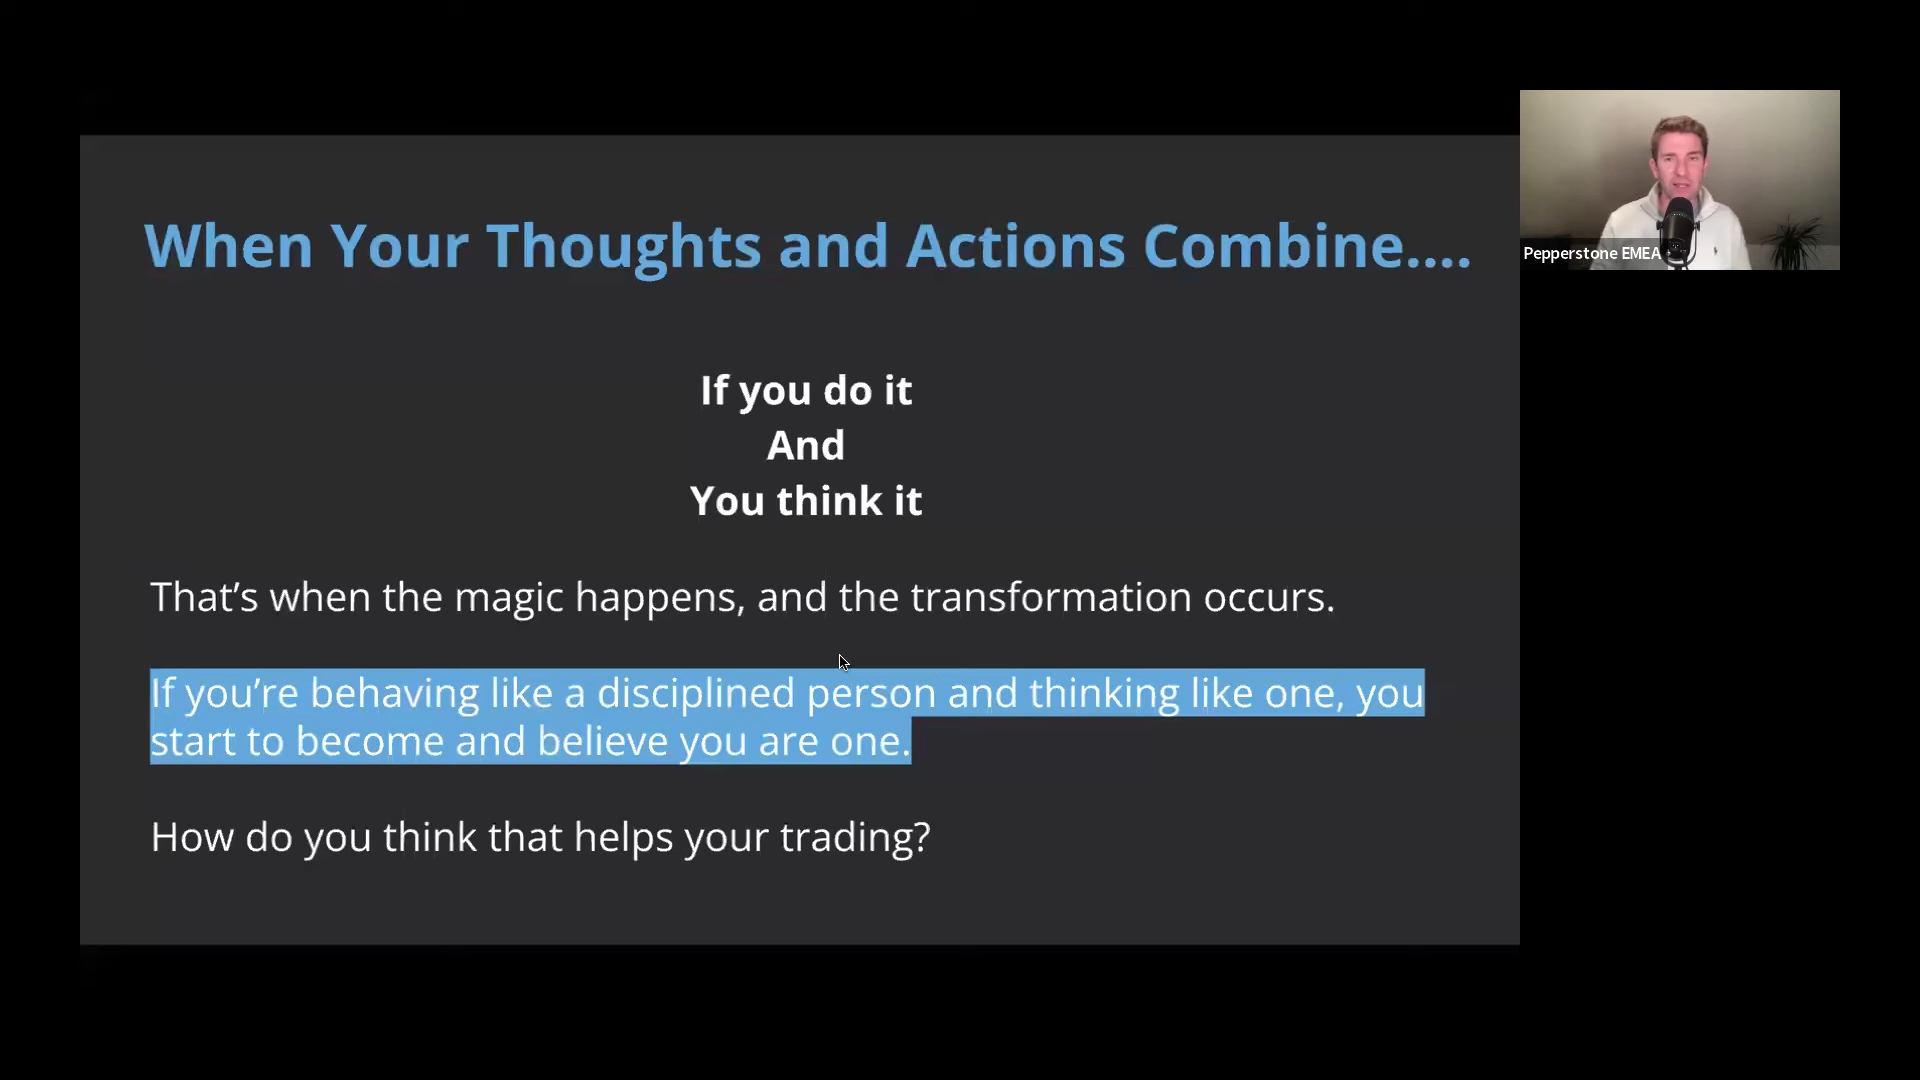 When Your Thoughts and Actions Combine....
If you do it
And
You think it
That’s when the magic happens, and the transformation occurs.
If you’re behaving like a disciplined person and thinking like one, you
start to become and believe you are one.
How do you think that helps your trading?
Pepperstone EMEA